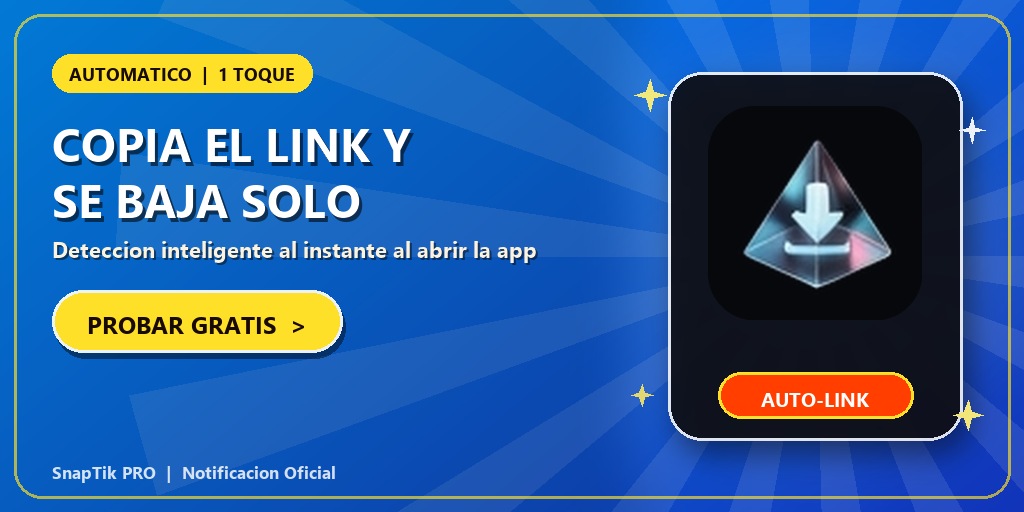 AUTOMATICO | 1 TOQUE
COPIA EL LINK Y
SE BAJA SOLO
Deteccion inteligente al instante al abrir la app
PROBAR GRATIS >
AUTO-LINK
SnapTik PRO | Notificacion Oficial